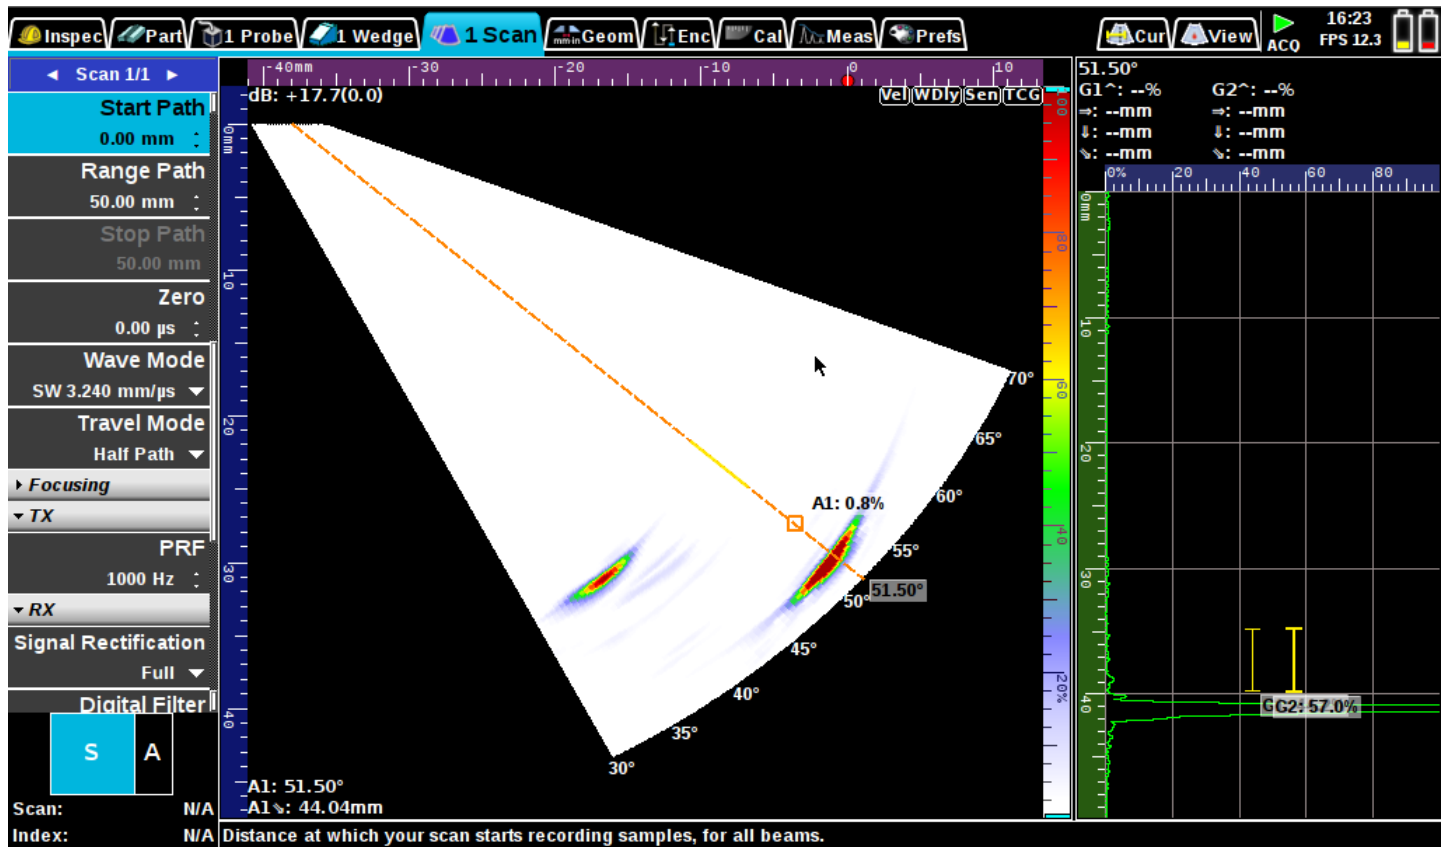 Inspec Part 1 Probe 1 Wedge 1 Scan Geom Enc Cal Meas Prefs Cur View ACQ 16:23 FPS 12.3
mm in
Scan 1/1
Start Path
0.00 mm
Range Path
50.00 mm
Stop Path
50.00 mm
Zero
0.00 µs
Wave Mode
SW 3.240 mm/µs
Travel Mode
Half Path
Focusing
TX
PRF
1000 Hz
RX
Signal Rectification
Full
Digital Filter
S A
Scan: N/A
Index: N/A
-40mm -30 -20 -10 0 10
dB: +17.7(0.0) Vel WDly Sen TCG
0mm
10
20
30
40
70°
65°
60°
A1: 0.8%
55°
51.50°
50°
45°
40°
35°
30°
A1: 51.50°
A1⇘: 44.04mm
100
80
60
40
20%
51.50°
G1^: --% G2^: --%
⇒: --mm ⇒: --mm
⇓: --mm ⇓: --mm
⇘: --mm ⇘: --mm
0% 20 40 60 80
0mm
10
20
30
40
G2: 57.0%
Distance at which your scan starts recording samples, for all beams.